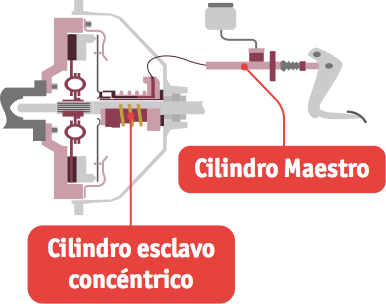 Cilindro Maestro
Cilindro esclavo
concéntrico